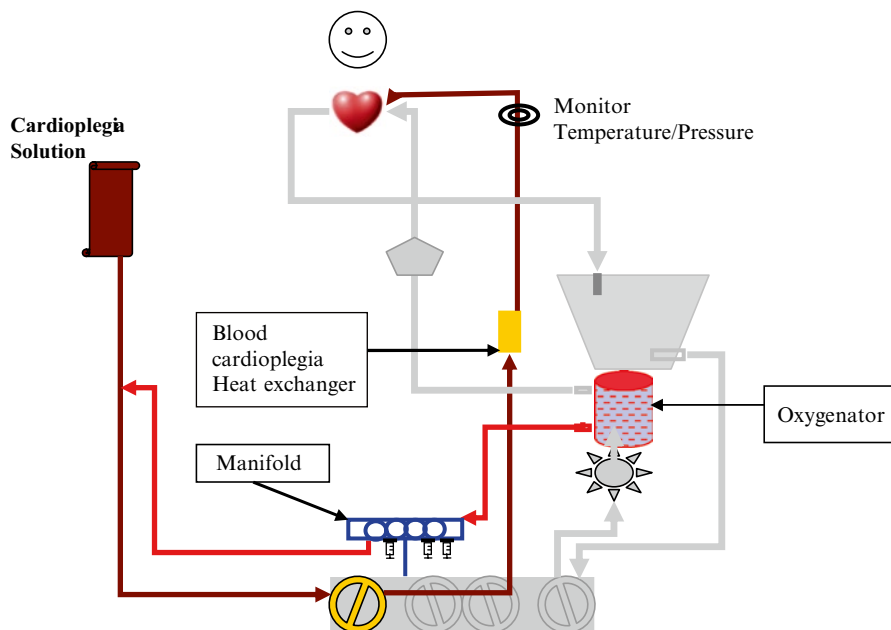 Monitor
Temperature/Pressure
Cardioplegia
Solution
Blood
cardioplegia
Heat exchanger
Oxygenator
Manifold